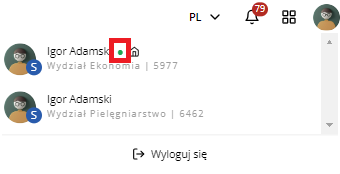 PL
79
Igor Adamski
S
Wydział Ekonomia | 5977
Igor Adamski
S
Wydział Pielęgniarstwo | 6462
Wyloguj się